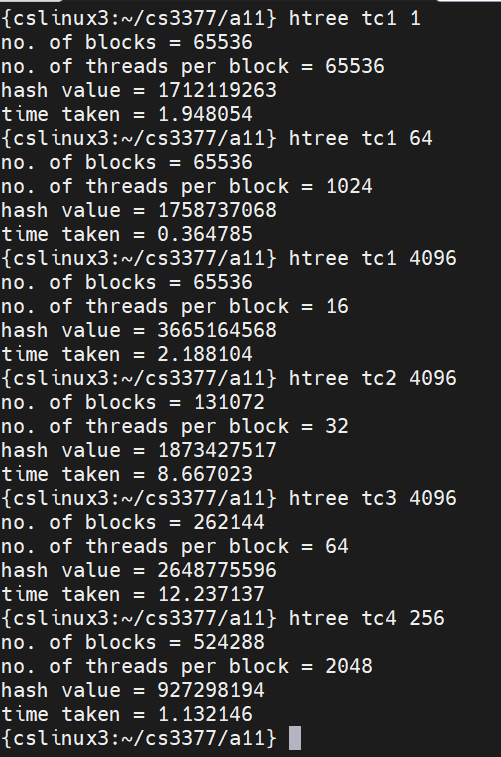 {cslinux3:~/cs3377/a11} htree tc1 1
no. of blocks = 65536
no. of threads per block = 65536
hash value = 1712119263
time taken = 1.948054
{cslinux3:~/cs3377/a11} htree tc1 64
no. of blocks = 65536
no. of threads per block = 1024
hash value = 1758737068
time taken = 0.364785
{cslinux3:~/cs3377/a11} htree tc1 4096
no. of blocks = 65536
no. of threads per block = 16
hash value = 3665164568
time taken = 2.188104
{cslinux3:~/cs3377/a11} htree tc2 4096
no. of blocks = 131072
no. of threads per block = 32
hash value = 1873427517
time taken = 8.667023
{cslinux3:~/cs3377/a11} htree tc3 4096
no. of blocks = 262144
no. of threads per block = 64
hash value = 2648775596
time taken = 12.237137
{cslinux3:~/cs3377/a11} htree tc4 256
no. of blocks = 524288
no. of threads per block = 2048
hash value = 927298194
time taken = 1.132146
{cslinux3:~/cs3377/a11}